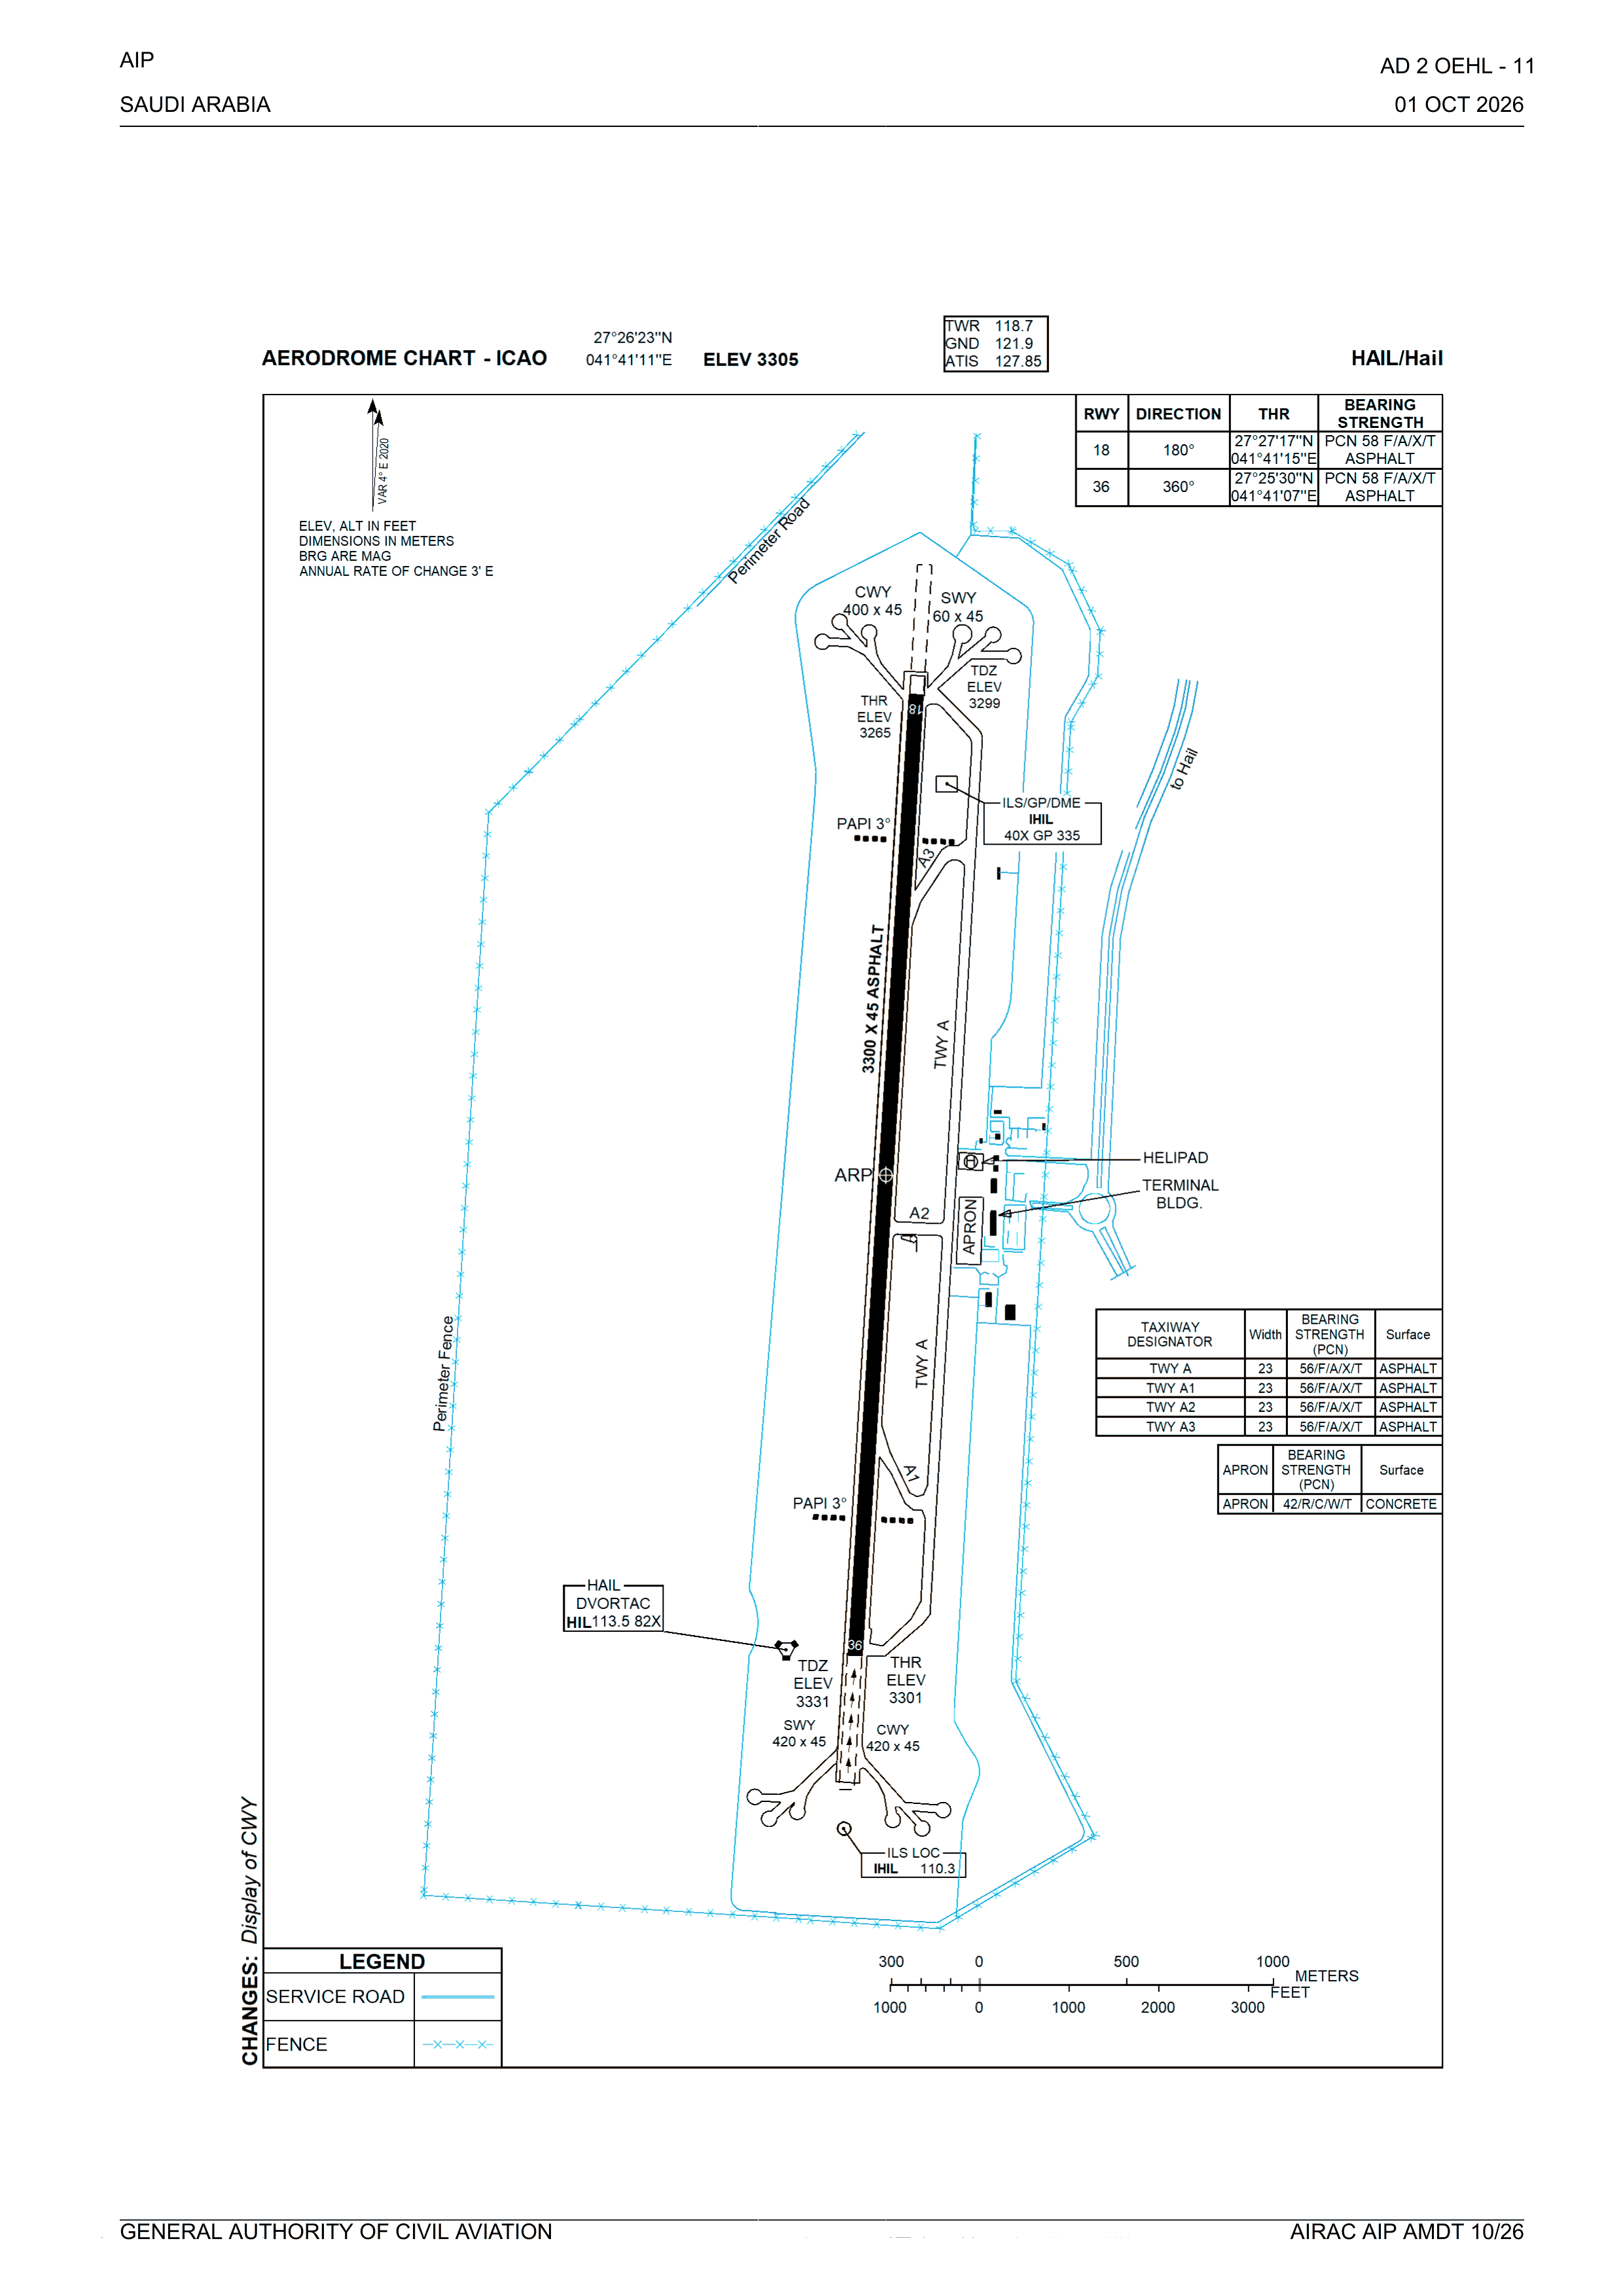 AIP
AD 2 OEHL - 11
SAUDI ARABIA
01 OCT 2026
AERODROME CHART - ICAO
27°26'23"N
041°41'11"E
ELEV 3305
TWR 118.7
GND 121.9
ATIS 127.85
HAIL/Hail
VAR 4° E 2020
ELEV, ALT IN FEET
DIMENSIONS IN METERS
BRG ARE MAG
ANNUAL RATE OF CHANGE 3' E
RWY DIRECTION THR BEARING STRENGTH
18 180° 27°27'17"N 041°41'15"E PCN 58 F/A/X/T ASPHALT
36 360° 27°25'30"N 041°41'07"E PCN 58 F/A/X/T ASPHALT
Perimeter Road
CWY
400 x 45
SWY
60 x 45
TDZ
ELEV
3299
THR
ELEV
3265
18
to Hail
ILS/GP/DME
IHIL
40X GP 335
PAPI 3°
A3
3300 X 45 ASPHALT
TWY A
HELIPAD
H
ARP
TERMINAL
BLDG.
A2
APRON
Perimeter Fence
TWY A
A1
TAXIWAY DESIGNATOR Width BEARING STRENGTH (PCN) Surface
TWY A 23 56/F/A/X/T ASPHALT
TWY A1 23 56/F/A/X/T ASPHALT
TWY A2 23 56/F/A/X/T ASPHALT
TWY A3 23 56/F/A/X/T ASPHALT
APRON BEARING STRENGTH (PCN) Surface
APRON 42/R/C/W/T CONCRETE
PAPI 3°
HAIL
DVORTAC
HIL 113.5 82X
36
TDZ
ELEV
3331
THR
ELEV
3301
SWY
420 x 45
CWY
420 x 45
ILS LOC
IHIL 110.3
CHANGES: Display of CWY
LEGEND
SERVICE ROAD
FENCE
300 0 500 1000
METERS
FEET
1000 0 1000 2000 3000
GENERAL AUTHORITY OF CIVIL AVIATION
AIRAC AIP AMDT 10/26